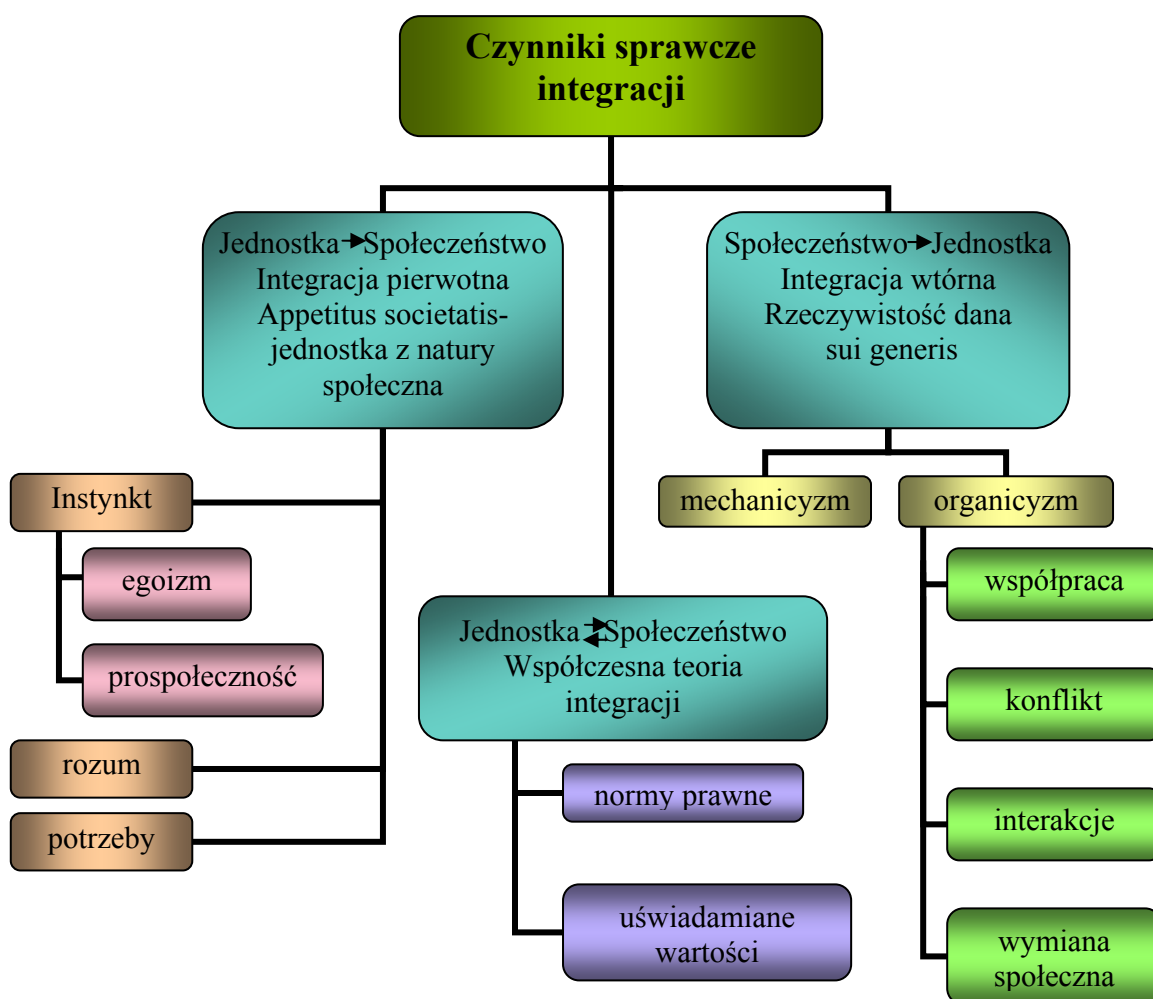 Czynniki sprawcze
integracji
Jednostka→Społeczeństwo
Integracja pierwotna
Appetitus societatis-
jednostka z natury
społeczna
Społeczeństwo→Jednostka
Integracja wtórna
Rzeczywistość dana
sui generis
Instynkt
egoizm
prospołeczność
rozum
potrzeby
Jednostka⇄Społeczeństwo
Współczesna teoria
integracji
normy prawne
uświadamiane
wartości
mechanicyzm
organicyzm
współpraca
konflikt
interakcje
wymiana
społeczna